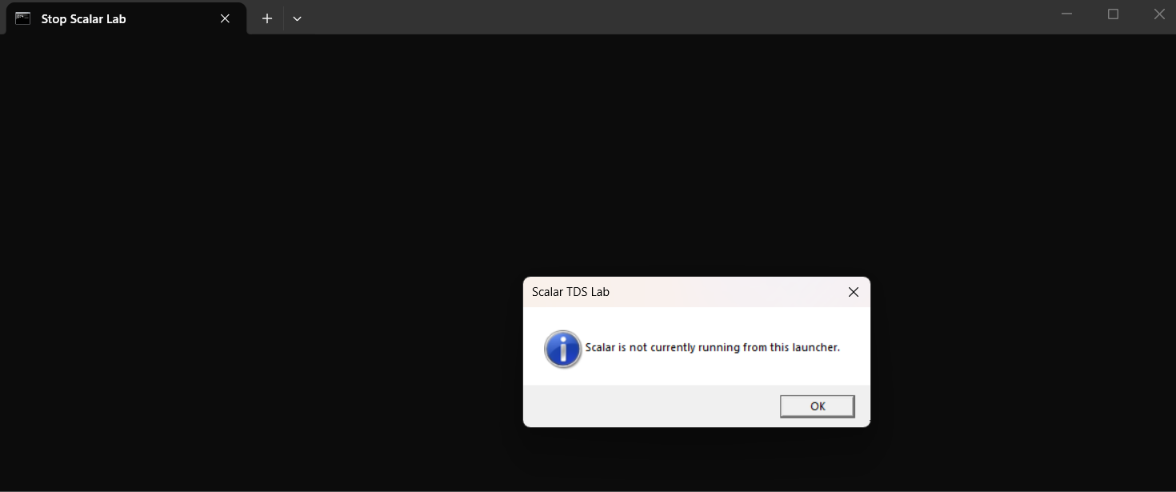 Stop Scalar Lab
Scalar TDS Lab
Scalar is not currently running from this launcher.
OK